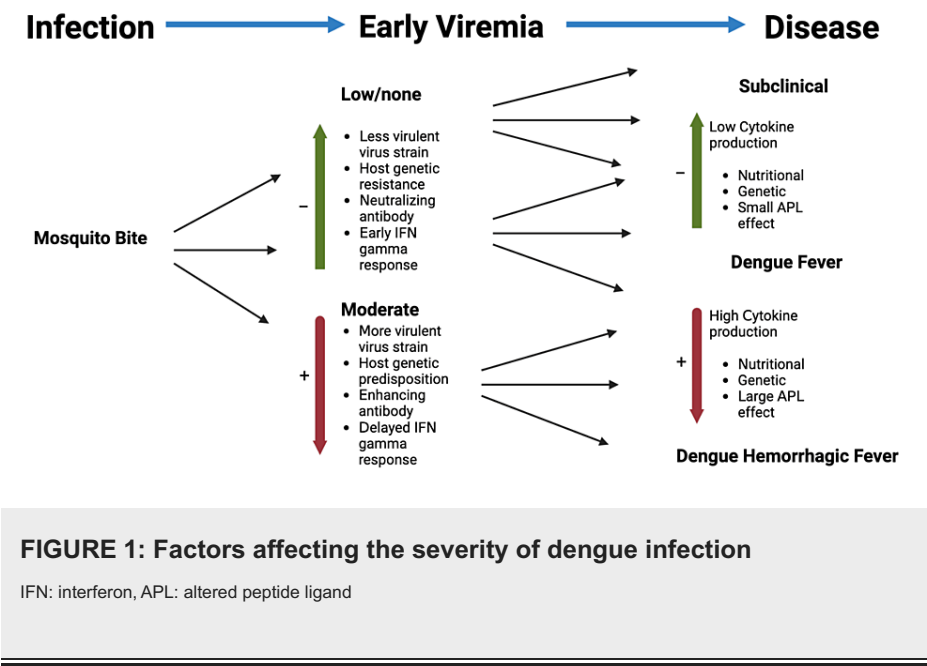 Infection
Early Viremia
Disease
Mosquito Bite
Low/none
−
• Less virulent
virus strain
• Host genetic
resistance
• Neutralizing
antibody
• Early IFN
gamma
response
Moderate
+
• More virulent
virus strain
• Host genetic
predisposition
• Enhancing
antibody
• Delayed IFN
gamma
response
Subclinical
−
Low Cytokine
production
• Nutritional
• Genetic
• Small APL
effect
Dengue Fever
+
High Cytokine
production
• Nutritional
• Genetic
• Large APL
effect
Dengue Hemorrhagic Fever
FIGURE 1: Factors affecting the severity of dengue infection
IFN: interferon, APL: altered peptide ligand